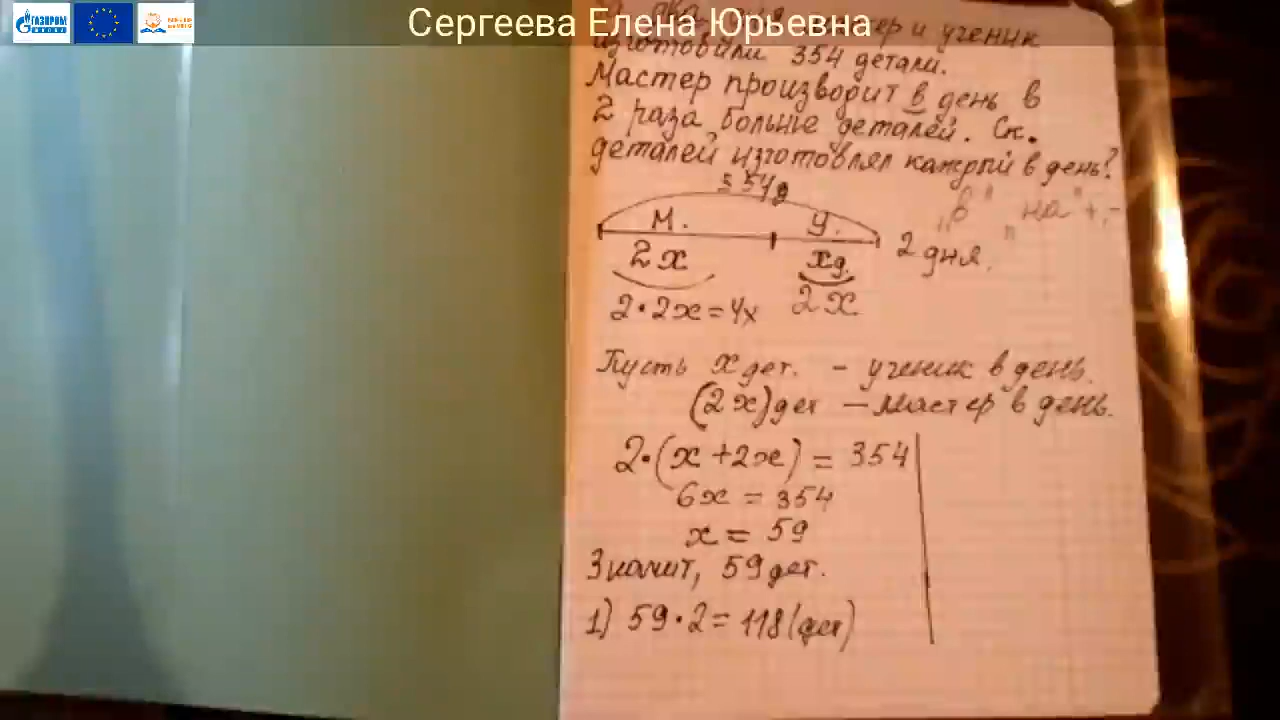 ГАЗПРОМ
Сергеева Елена Юрьевна
и ученик
изготовили 354 детали.
Мастер производит в день в
2 раза больше деталей. Ск.
деталей изготовлял каждый в день?
354д
М. У.
"в" "на" +,-
2x xд. 2 дня.
2x
2·2x=4x
Пусть x дет. - ученик в день.
(2x)дет - мастер в день.
2·(x+2x) = 354
6x = 354
x = 59
Значит, 59 дет.
1) 59·2=118(дет)